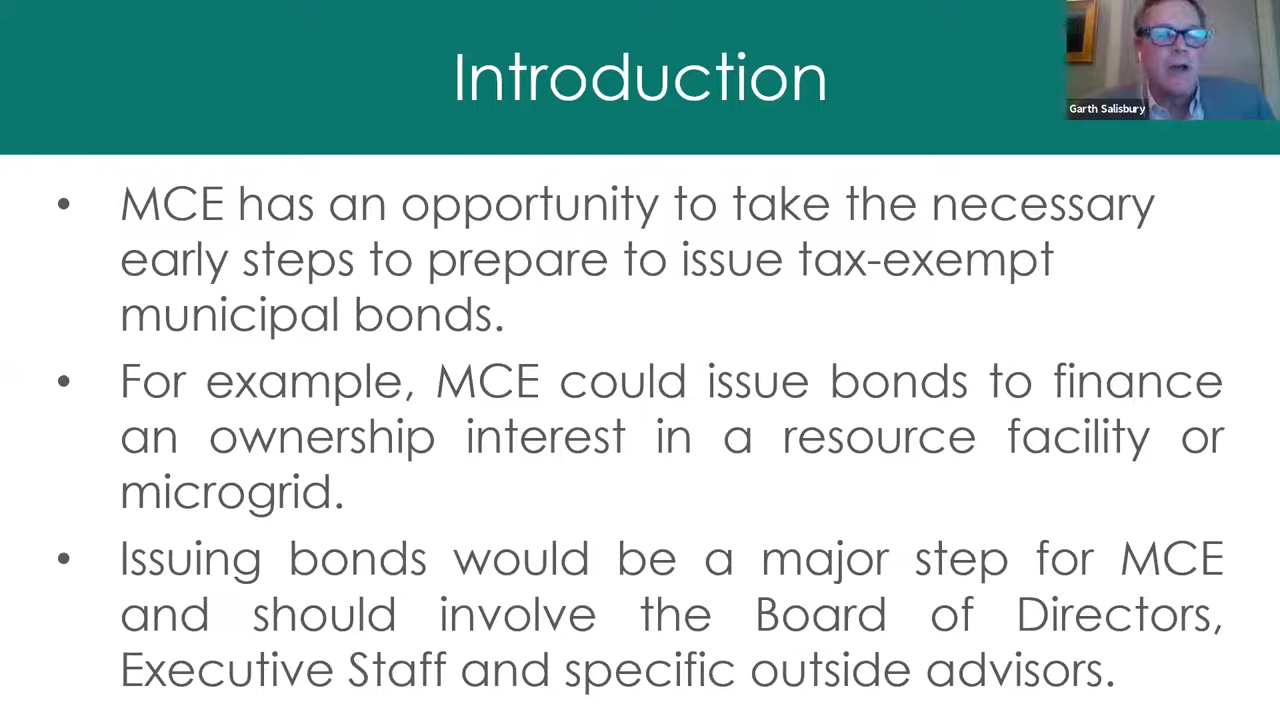 Introduction
Garth Salisbury
• MCE has an opportunity to take the necessary
early steps to prepare to issue tax-exempt
municipal bonds.
• For example, MCE could issue bonds to finance
an ownership interest in a resource facility or
microgrid.
• Issuing bonds would be a major step for MCE
and should involve the Board of Directors,
Executive Staff and specific outside advisors.